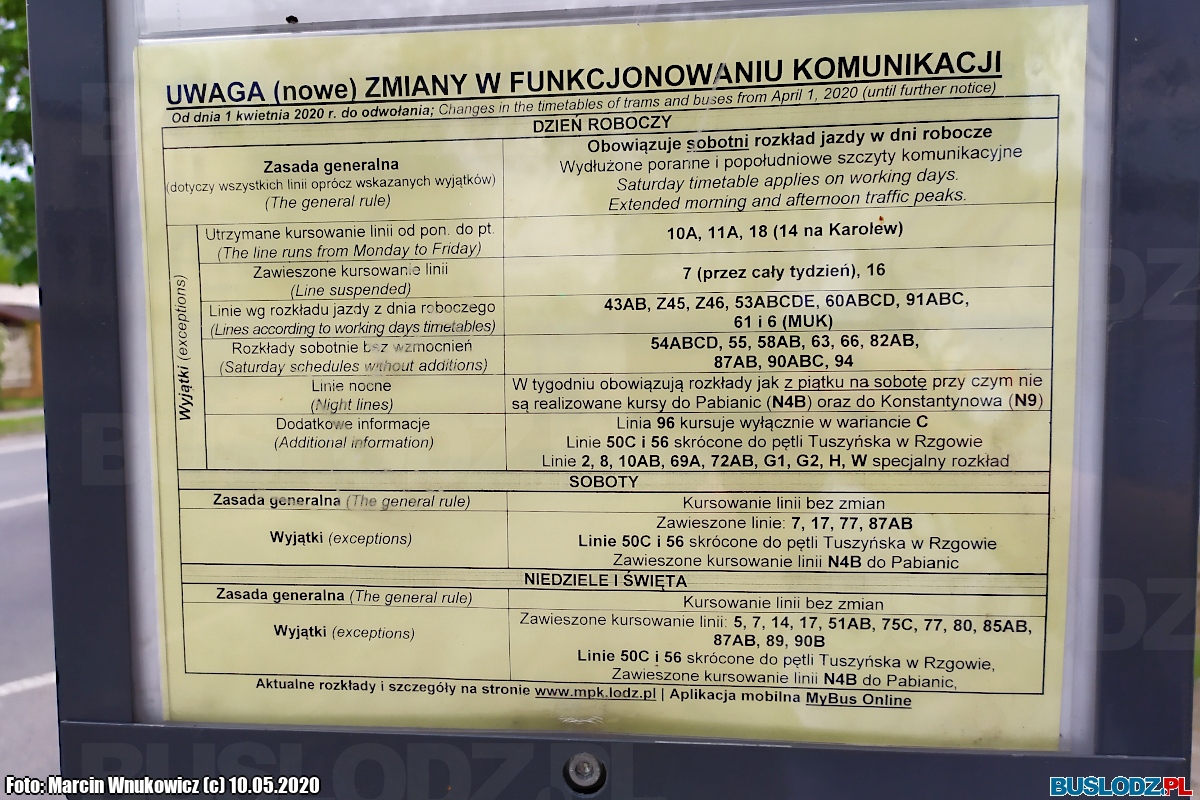 UWAGA (nowe) ZMIANY W FUNKCJONOWANIU KOMUNIKACJI
Od dnia 1 kwietnia 2020 r. do odwołania; Changes in the timetables of trams and buses from April 1, 2020 (until further notice)
DZIEŃ ROBOCZY
Zasada generalna
(dotyczy wszystkich linii oprócz wskazanych wyjątków)
(The general rule)
Obowiązuje sobotni rozkład jazdy w dni robocze
Wydłużone poranne i popołudniowe szczyty komunikacyjne
Saturday timetable applies on working days.
Extended morning and afternoon traffic peaks.
Wyjątki (exceptions)
Utrzymane kursowanie linii od pon. do pt.
(The line runs from Monday to Friday)
10A, 11A, 18 (14 na Karolew)
Zawieszone kursowanie linii
(Line suspended)
7 (przez cały tydzień), 16
Linie wg rozkładu jazdy z dnia roboczego
(Lines according to working days timetables)
43AB, Z45, Z46, 53ABCDE, 60ABCD, 91ABC,
61 i 6 (MUK)
Rozkłady sobotnie bez wzmocnień
(Saturday schedules without additions)
54ABCD, 55, 58AB, 63, 66, 82AB,
87AB, 90ABC, 94
Linie nocne
(Night lines)
W tygodniu obowiązują rozkłady jak z piątku na sobotę przy czym nie
są realizowane kursy do Pabianic (N4B) oraz do Konstantynowa (N9)
Dodatkowe informacje
(Additional information)
Linia 96 kursuje wyłącznie w wariancie C
Linie 50C i 56 skrócone do pętli Tuszyńska w Rzgowie
Linie 2, 8, 10AB, 69A, 72AB, G1, G2, H, W specjalny rozkład
SOBOTY
Zasada generalna (The general rule)
Kursowanie linii bez zmian
Wyjątki (exceptions)
Zawieszone linie: 7, 17, 77, 87AB
Linie 50C i 56 skrócone do pętli Tuszyńska w Rzgowie
Zawieszone kursowanie linii N4B do Pabianic
NIEDZIELE I ŚWIĘTA
Zasada generalna (The general rule)
Kursowanie linii bez zmian
Wyjątki (exceptions)
Zawieszone kursowanie linii: 5, 7, 14, 17, 51AB, 75C, 77, 80, 85AB,
87AB, 89, 90B
Linie 50C i 56 skrócone do pętli Tuszyńska w Rzgowie,
Zawieszone kursowanie linii N4B do Pabianic,
Aktualne rozkłady i szczegóły na stronie www.mpk.lodz.pl | Aplikacja mobilna MyBus Online
Foto: Marcin Wnukowicz (c) 10.05.2020
BUSLODZ.PL